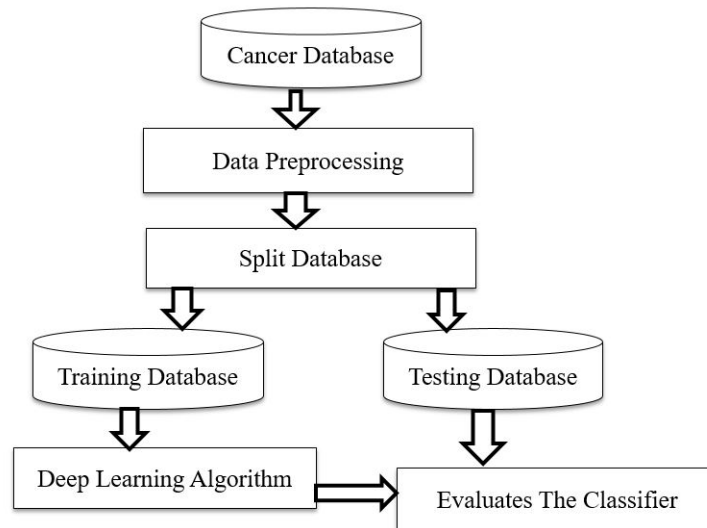 Cancer Database
Data Preprocessing
Split Database
Training Database
Testing Database
Deep Learning Algorithm
Evaluates The Classifier